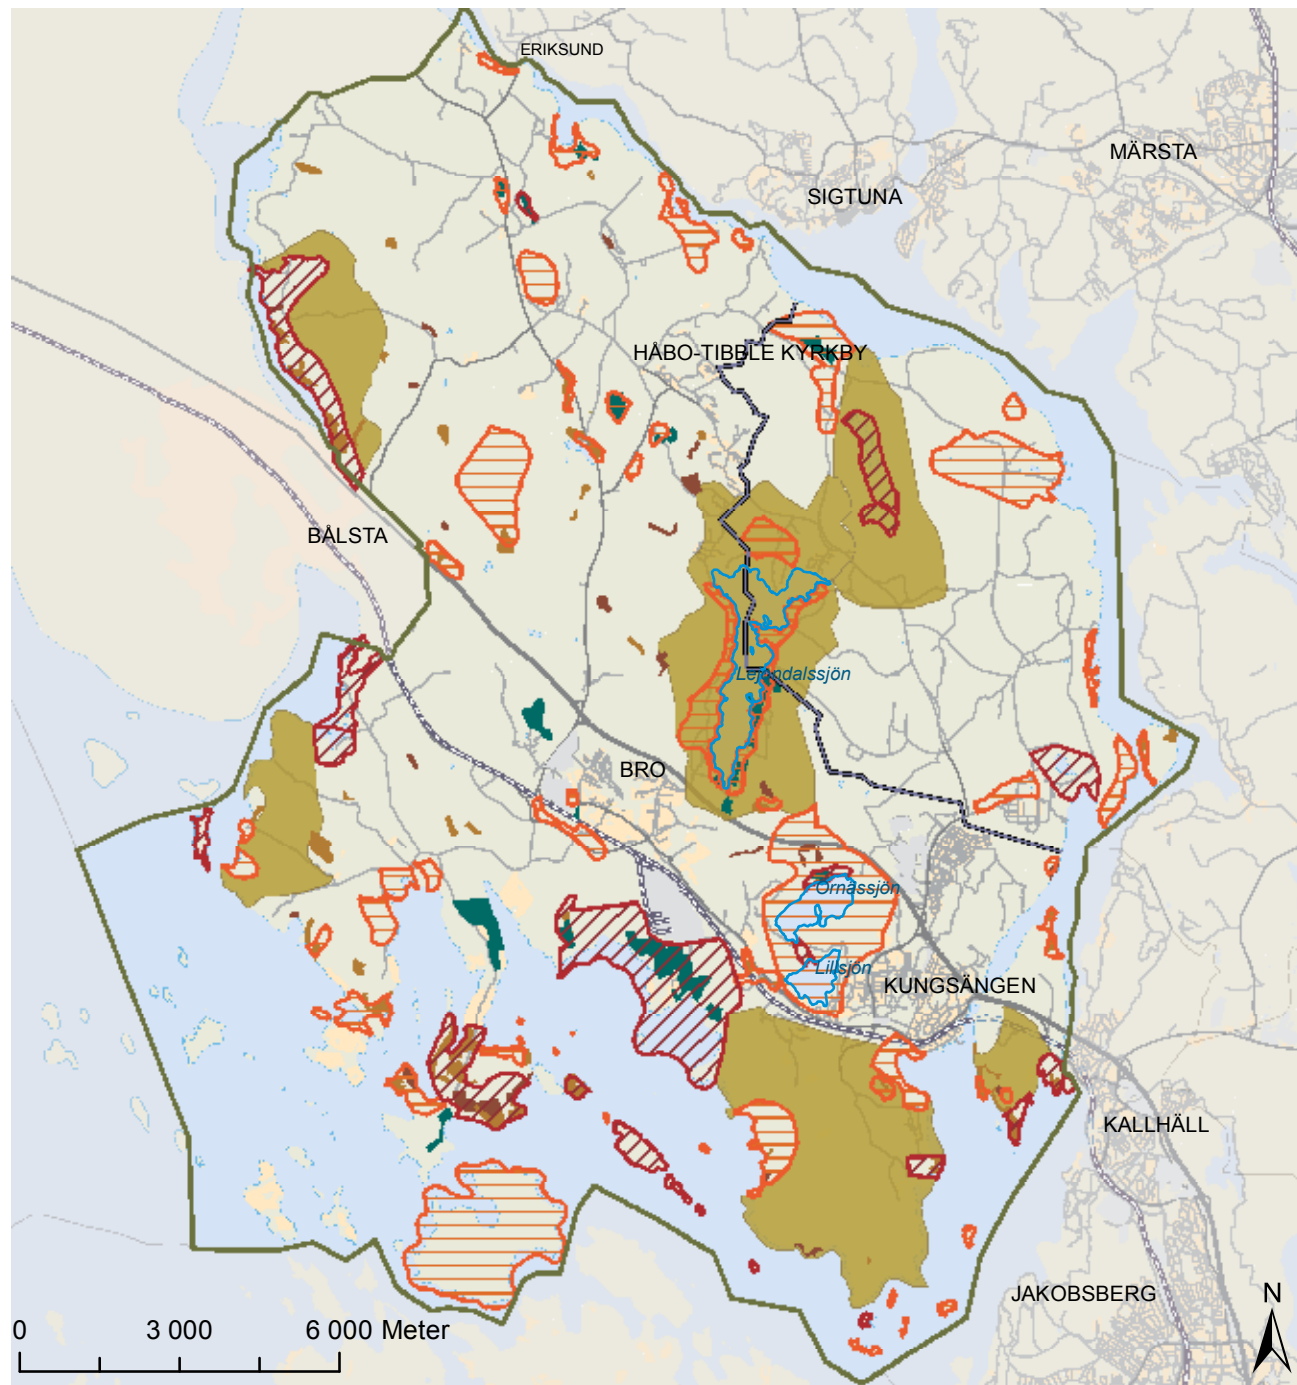 ERIKSUND
MÄRSTA
SIGTUNA
HÅBO-TIBBLE KYRKBY
BÅLSTA
Lejondalssjön
BRO
Örnässjön
Lillsjön
KUNGSÄNGEN
KALLHÄLL
JAKOBSBERG
N
0 3 000 6 000 Meter